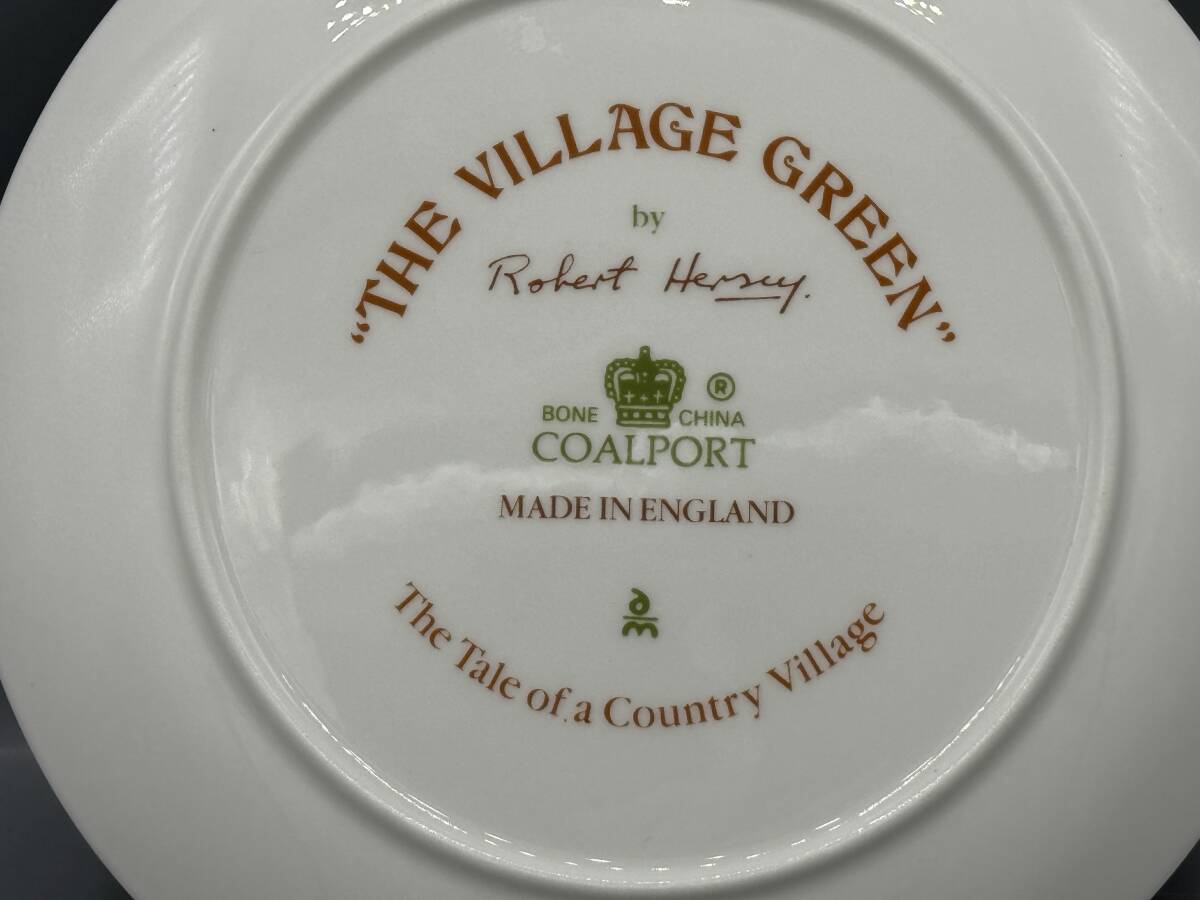 “THE VILLAGE GREEN”
by
Robert Hersey.
®
BONE CHINA
COALPORT
MADE IN ENGLAND
The Tale of a Country Village